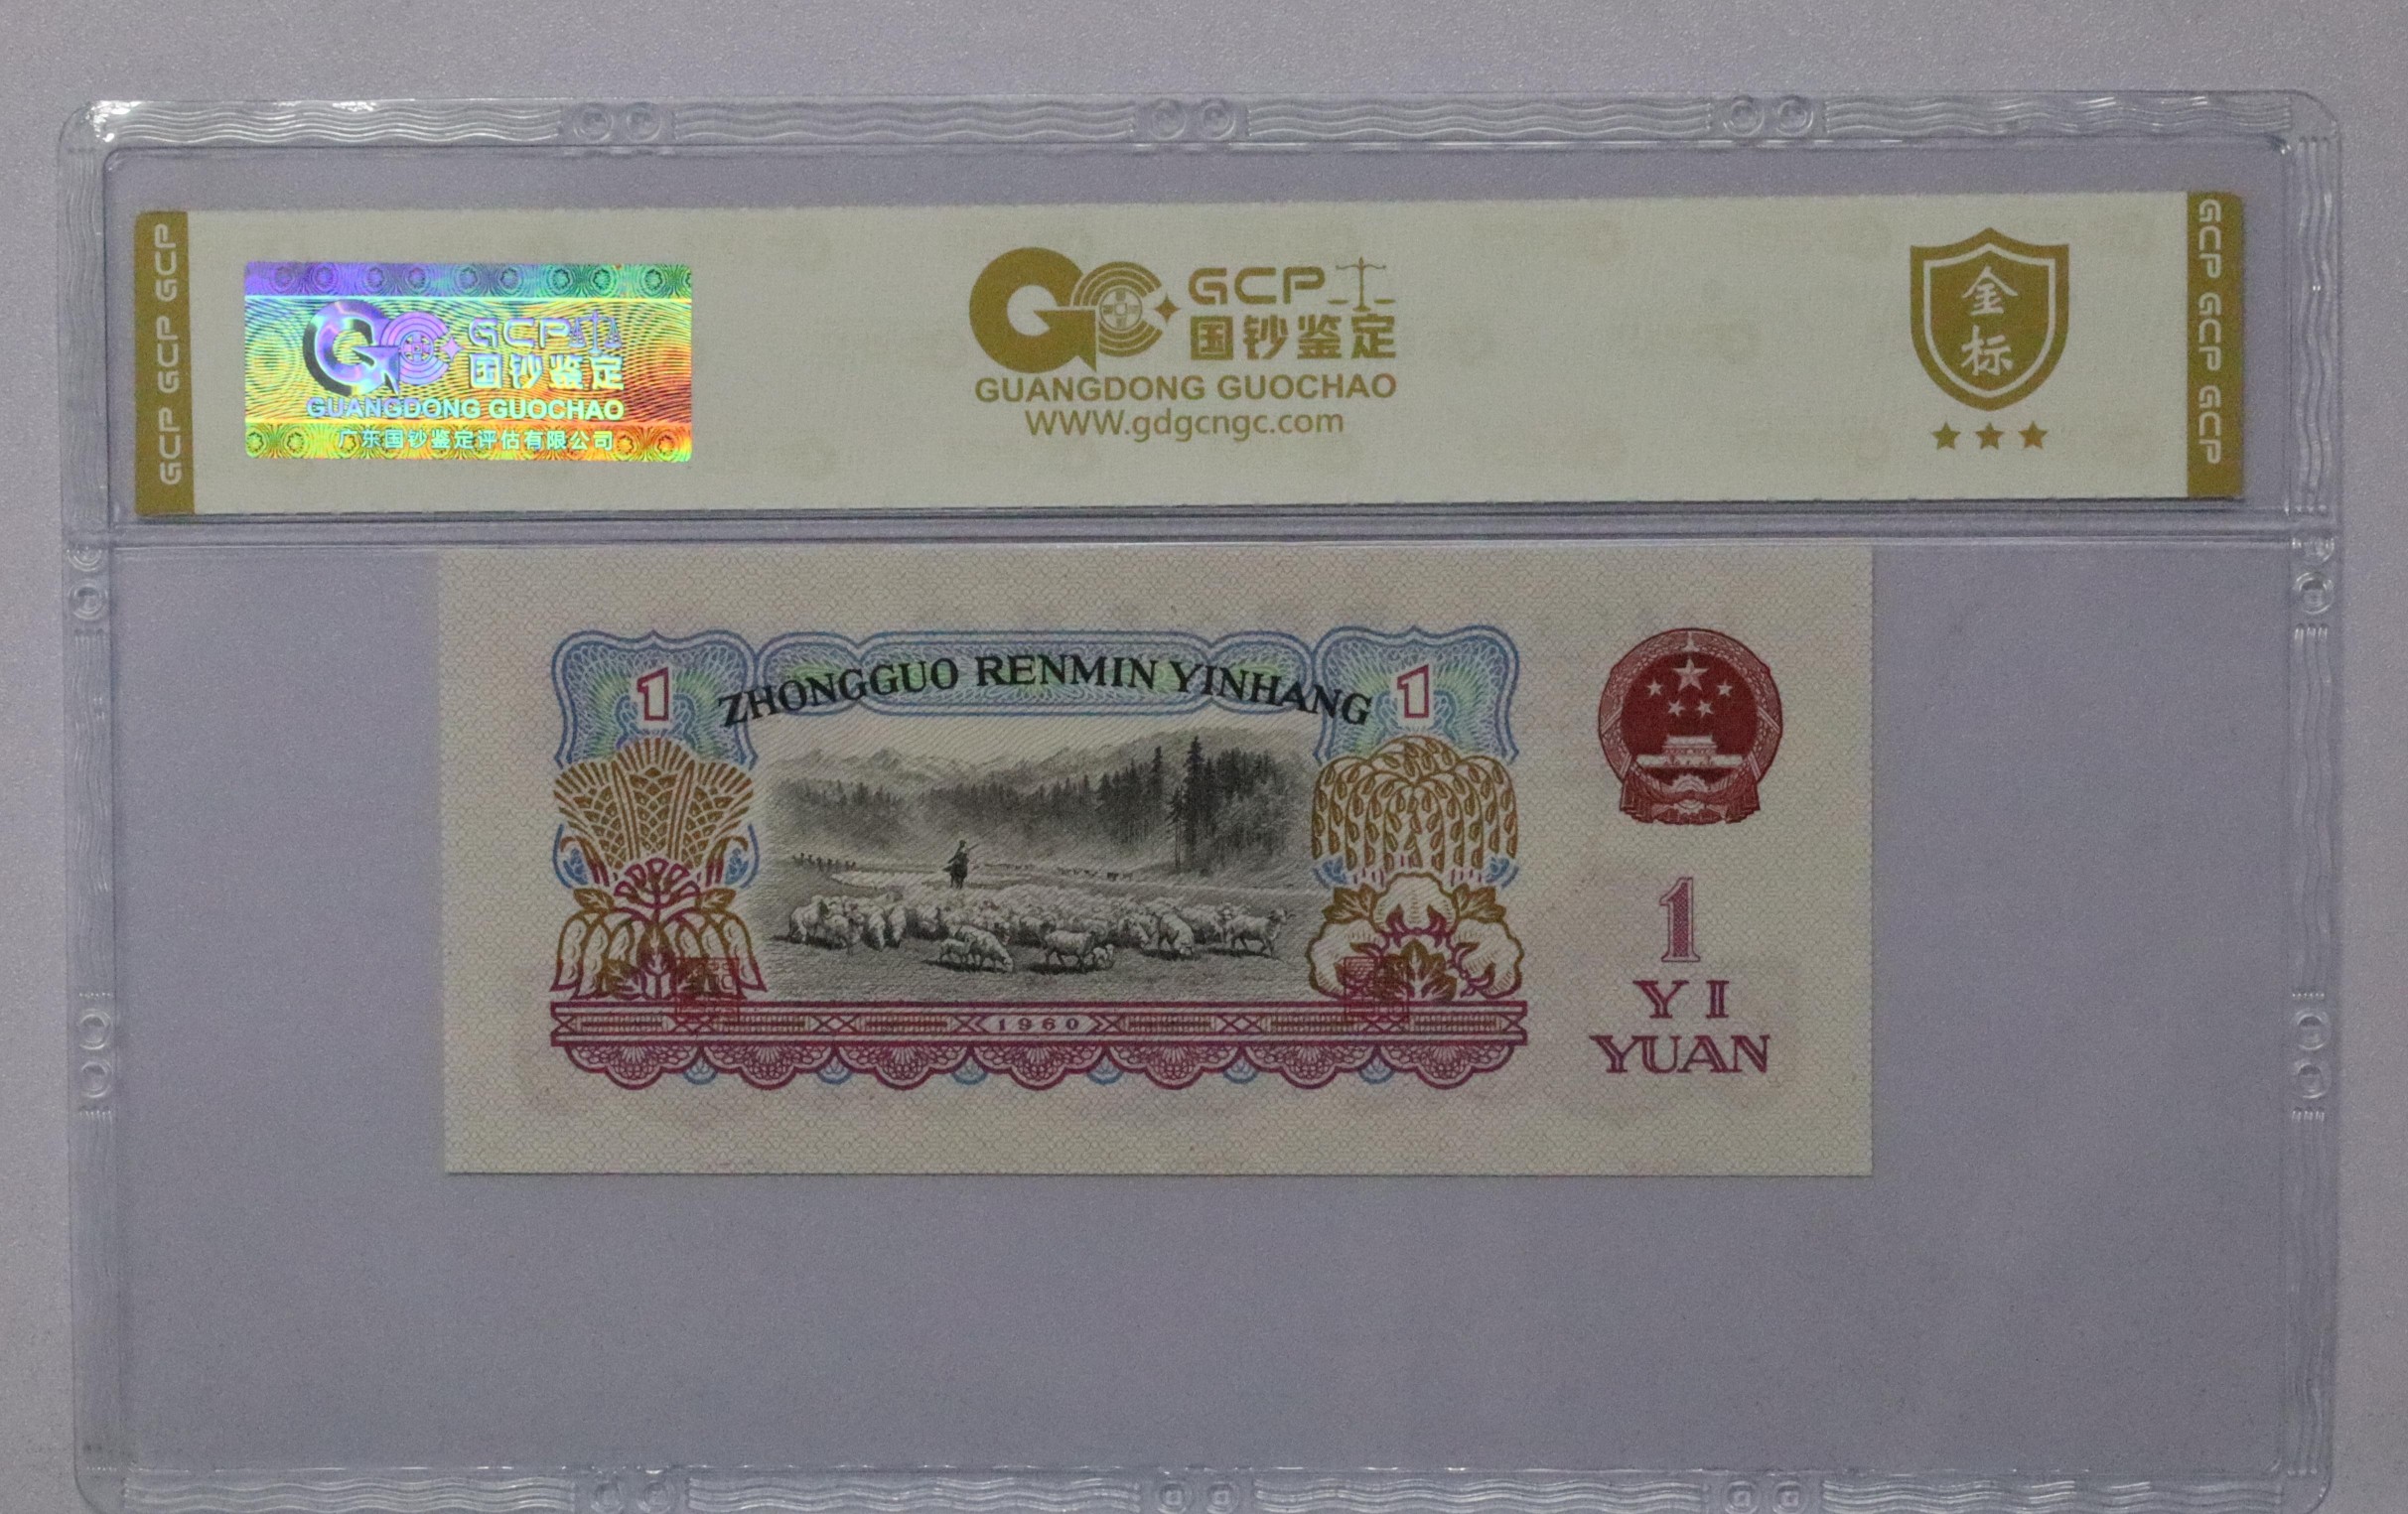 GCP GCP GCP
GCP
国钞鉴定
GUANGDONG GUOCHAO
广东国钞鉴定评估有限公司
GCP
国钞鉴定
GUANGDONG GUOCHAO
WWW.gdgcngc.com
金
标
GCP GCP GCP
1
ZHONGGUO RENMIN YINHANG
1
1960
1
YI
YUAN